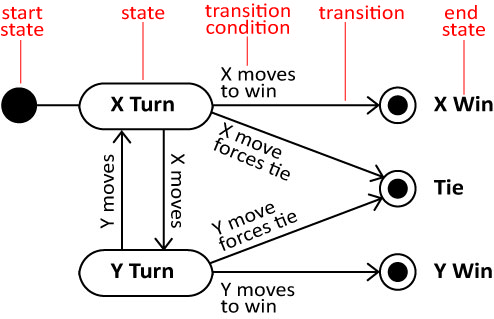 start
state
state
transition
condition
transition
end
state
X moves
to win
X Turn
X Win
X move
forces tie
Y moves
X moves
Tie
Y move
forces tie
Y Turn
Y Win
Y moves
to win